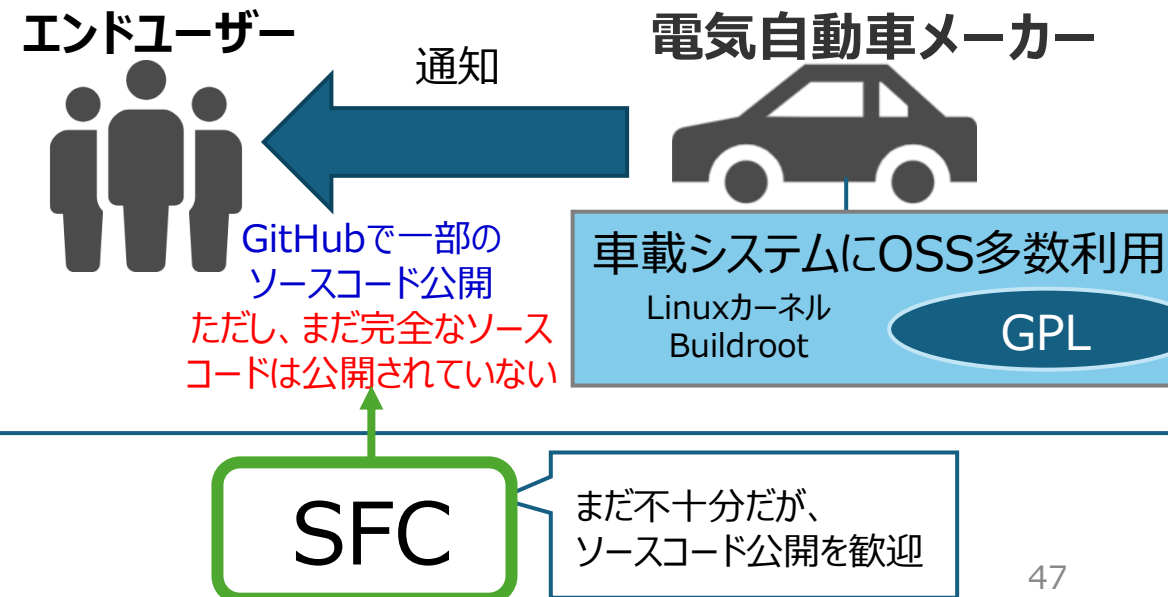 エンドユーザー
通知
電気自動車メーカー
GitHubで一部の
ソースコード公開
ただし、まだ完全なソース
コードは公開されていない
車載システムにOSS多数利用
Linuxカーネル
Buildroot
GPL
SFC
まだ不十分だが、
ソースコード公開を歓迎
47